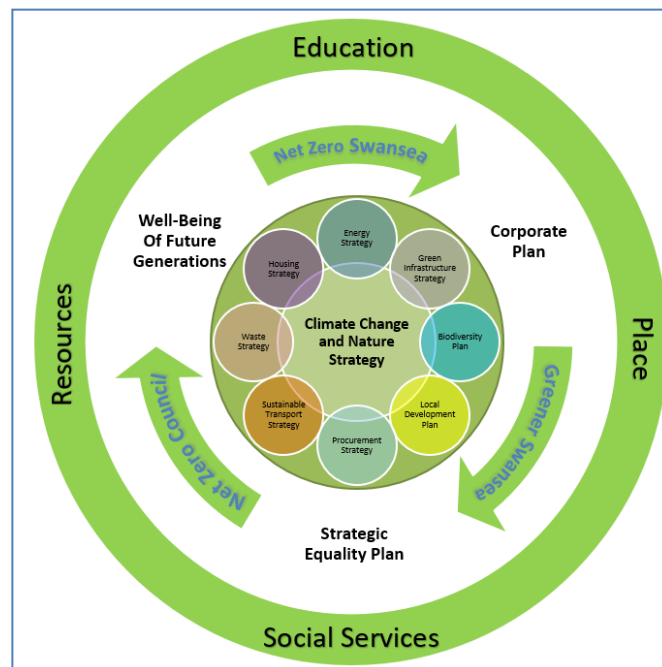 Education
Net Zero Swansea
Well-Being
Of Future
Generations
Corporate
Plan
Energy
Strategy
Housing
Strategy
Green
Infrastructure
Strategy
Resources
Place
Waste
Strategy
Climate Change
and Nature
Strategy
Biodiversity
Plan
Sustainable
Transport
Strategy
Local
Development
Plan
Procurement
Strategy
Net Zero Council
Greener Swansea
Strategic
Equality Plan
Social Services